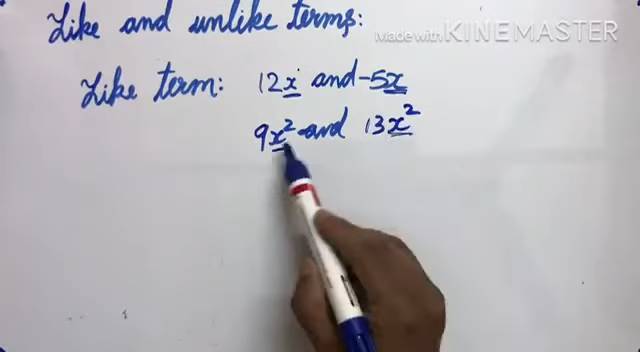 Like and unlike terms:
Made with KINEMASTER
Like term: 12x and -5x
9x² and 13x²